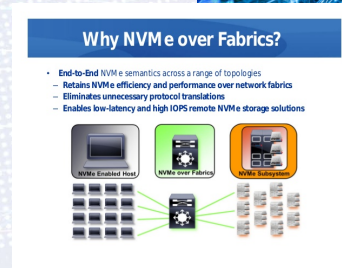 Why NVMe over Fabrics?
• End-to-End NVMe semantics across a range of topologies
– Retains NVMe efficiency and performance over network fabrics
– Eliminates unnecessary protocol translations
– Enables low-latency and high IOPS remote NVMe storage solutions
NVMe Enabled Host
NVMe over Fabrics
NVMe Subsystem